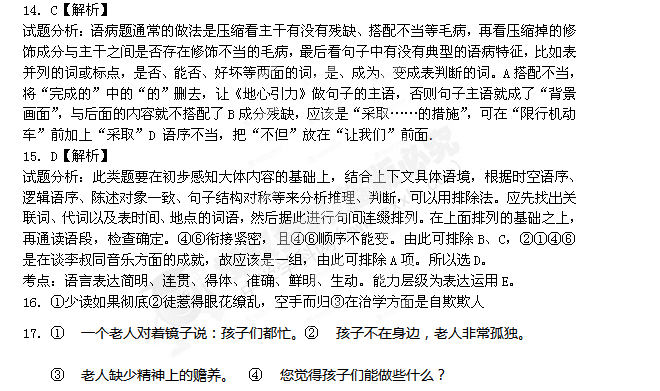 14. C【解析】
试题分析：语病题通常的做法是压缩看主干有没有残缺、搭配不当等毛病，再看压缩掉的修
饰成分与主干之间是否存在修饰不当的毛病，最后看句子中有没有典型的语病特征，比如表
并列的词或标点，是否、能否、好坏等两面的词，是、成为、变成表判断的词。A 搭配不当，
将“完成的”中的“的”删去，让《地心引力》做句子的主语，否则句子主语就成了“背景
画面”，与后面的内容就不搭配了 B 成分残缺，应该是“采取……的措施”，可在“限行机动
车”前加上“采取”D 语序不当，把“不但”放在“让我们”前面.
15. D【解析】
试题分析：此类题要在初步感知大体内容的基础上，结合上下文具体语境，根据时空语序、
逻辑语序、陈述对象一致、句子结构对称等来分析推理、判断，可以用排除法。应先找出关
联词、代词以及表时间、地点的词语，然后据此进行句间连缀排列。在上面排列的基础之上，
再通读语段，检查确定。④⑥衔接紧密，且④⑥顺序不能变。由此可排除 B、C，②①④⑥
是在谈李叔同音乐方面的成就，故应该是一组，由此可排除 A 项。所以选 D。
考点：语言表达简明、连贯、得体、准确、鲜明、生动。能力层级为表达运用 E。
16. ①少读如果彻底②徒惹得眼花缭乱，空手而归③在治学方面是自欺欺人
17. ① 一个老人对着镜子说：孩子们都忙。② 孩子不在身边，老人非常孤独。
③ 老人缺少精神上的赡养。 ④ 您觉得孩子们能做些什么？